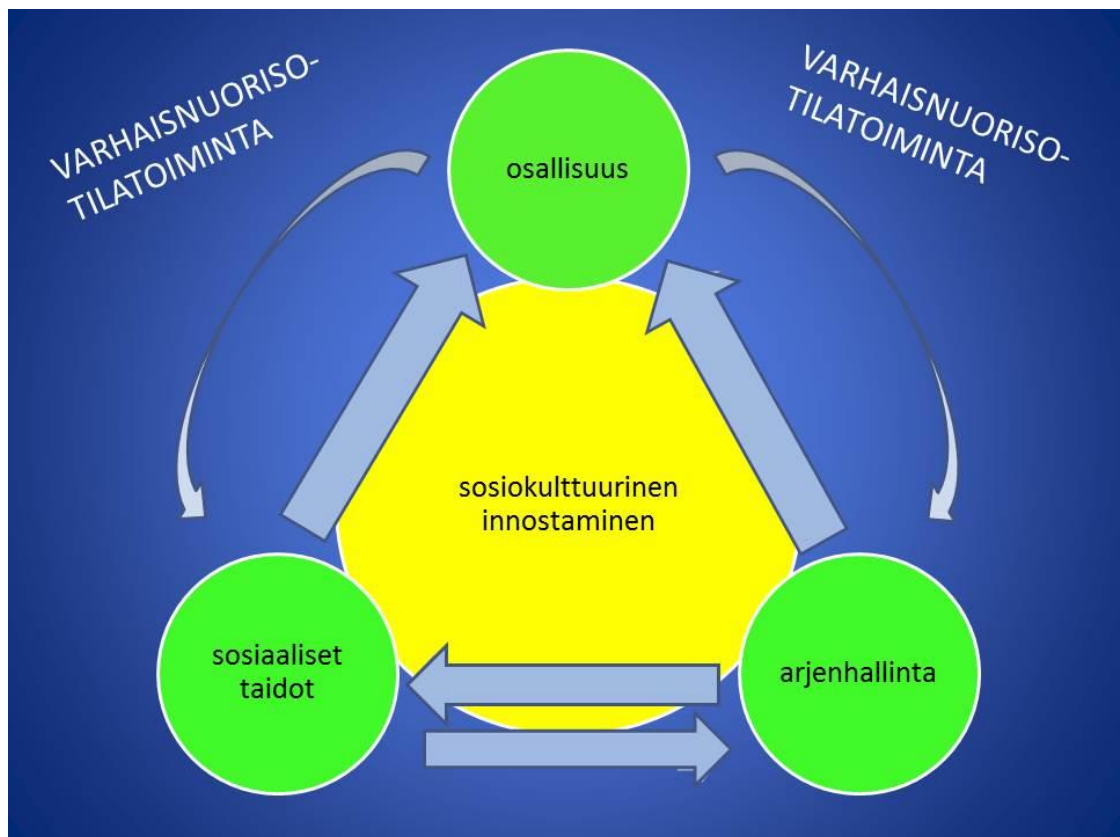 VARHAISNUORISO-
TILATOIMINTA
VARHAISNUORISO-
TILATOIMINTA
osallisuus
sosiokulttuurinen
innostaminen
sosiaaliset
taidot
arjenhallinta